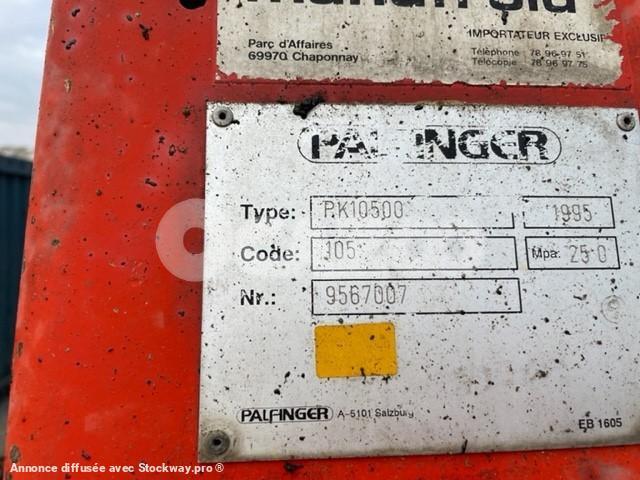 IMPORTATEUR EXCLUSIF
Parc d'Affaires
69970 Chaponnay
Téléphone : 78 96 97 51
Télécopie : 78 96 97 75
PALFINGER
Type: PK10500 1995
Code: 105 Mpa: 25.0
Nr.: 9567007
PALFINGER A-5101 Salzburg
EB 1605
Annonce diffusée avec Stockway.pro®